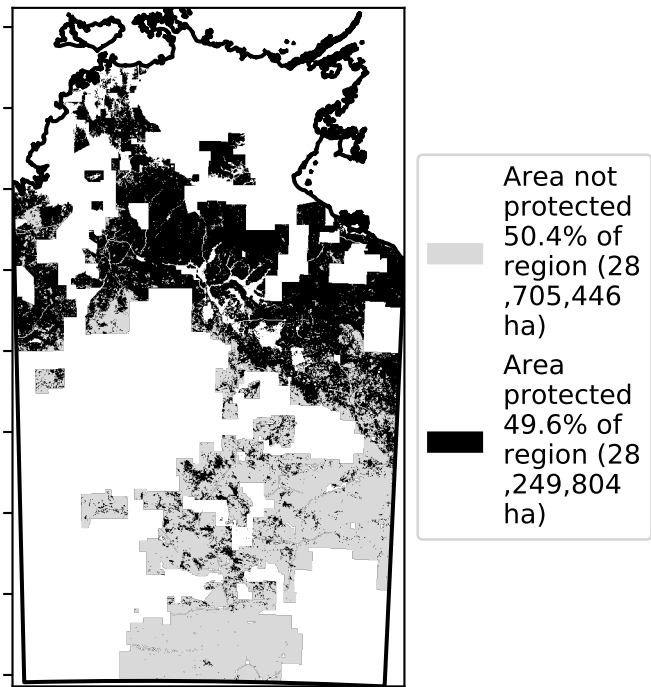 Area not
protected
50.4% of
region (28
,705,446
ha)
Area
protected
49.6% of
region (28
,249,804
ha)